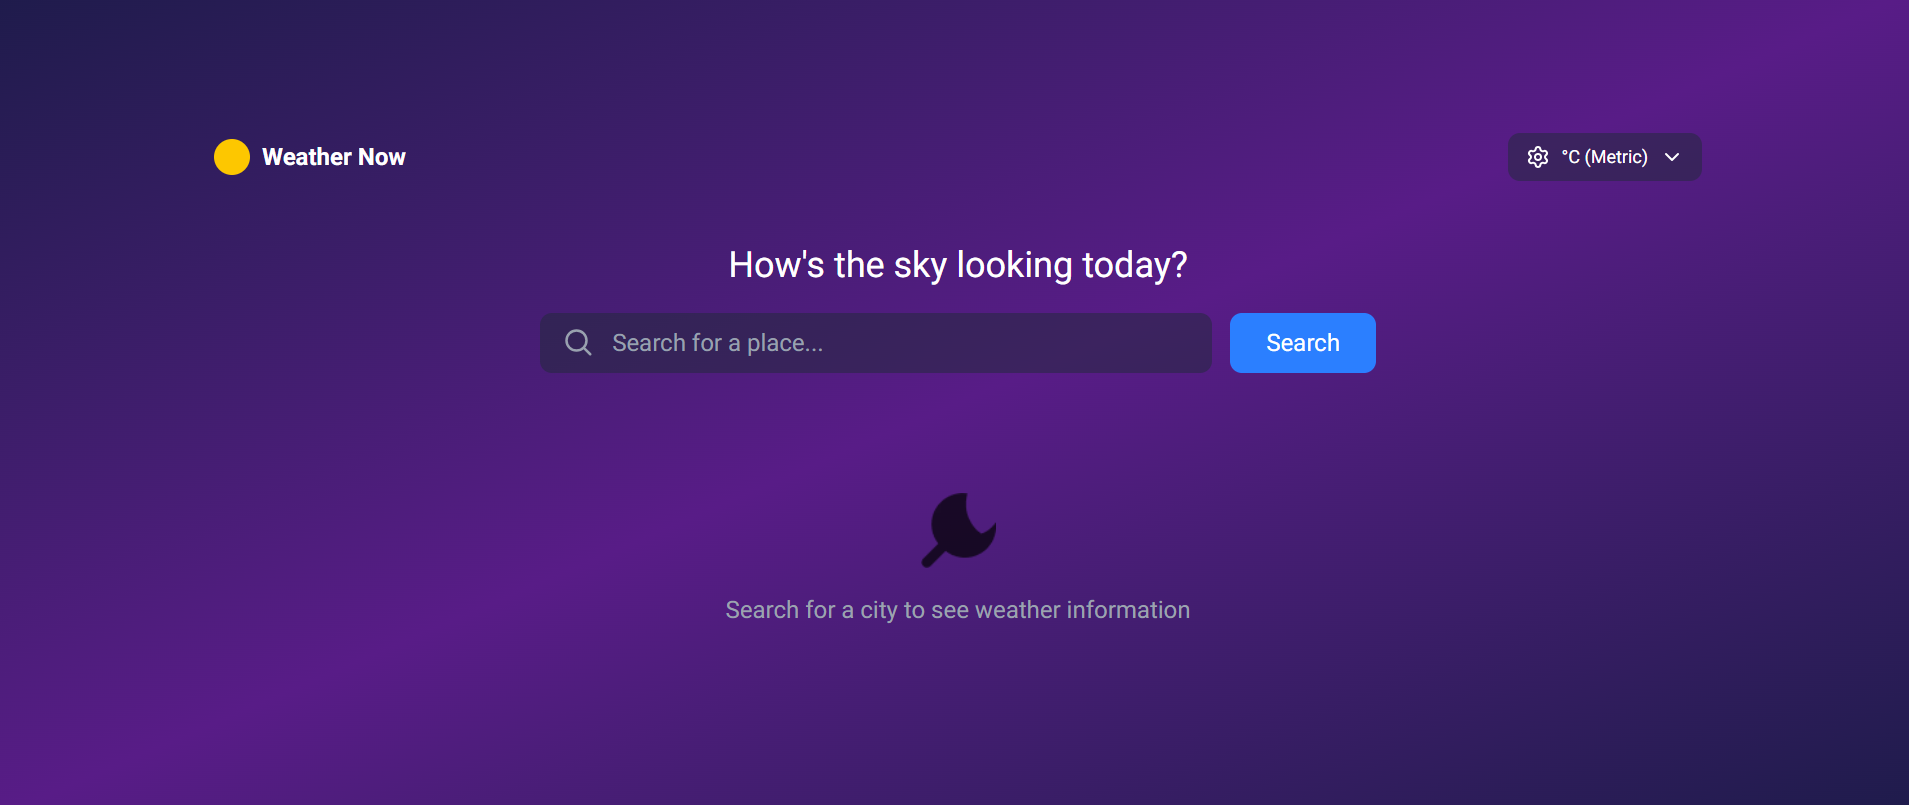 Weather Now
°C (Metric)
How's the sky looking today?
Search for a place...
Search
Search for a city to see weather information